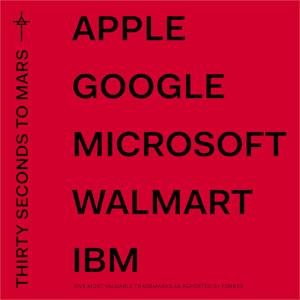 THIRTY SECONDS TO MARS
APPLE
GOOGLE
MICROSOFT
WALMART
IBM
FIVE MOST VALUABLE TRADEMARKS AS REPORTED BY FORBES